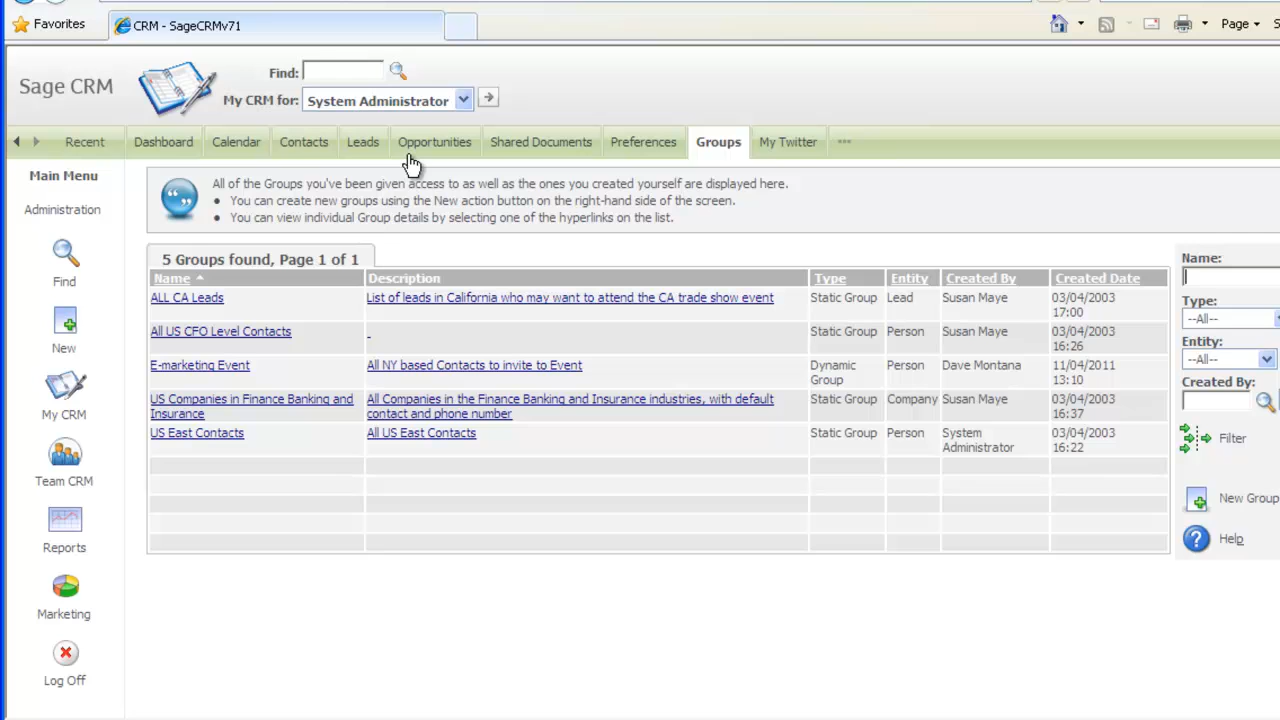 Favorites
CRM - SageCRMv71
Page
Sage CRM
Find:
My CRM for:
System Administrator
Recent
Dashboard
Calendar
Contacts
Leads
Opportunities
Shared Documents
Preferences
Groups
My Twitter
Main Menu
Administration
Find
New
My CRM
Team CRM
Reports
Marketing
Log Off
All of the Groups you've been given access to as well as the ones you created yourself are displayed here.
• You can create new groups using the New action button on the right-hand side of the screen.
• You can view individual Group details by selecting one of the hyperlinks on the list.
5 Groups found, Page 1 of 1
Name Description Type Entity Created By Created Date
ALL CA Leads List of leads in California who may want to attend the CA trade show event Static Group Lead Susan Maye 03/04/2003
17:00
All US CFO Level Contacts - Static Group Person Susan Maye 03/04/2003
16:26
E-marketing Event All NY based Contacts to invite to Event Dynamic Person Dave Montana 11/04/2011
Group 13:10
US Companies in Finance Banking and All Companies in the Finance Banking and Insurance industries, with default Static Group Company Susan Maye 03/04/2003
Insurance contact and phone number 16:37
US East Contacts All US East Contacts Static Group Person System 03/04/2003
Administrator 16:22
Name:
Type:
--All--
Entity:
--All--
Created By:
Filter
New Group
Help